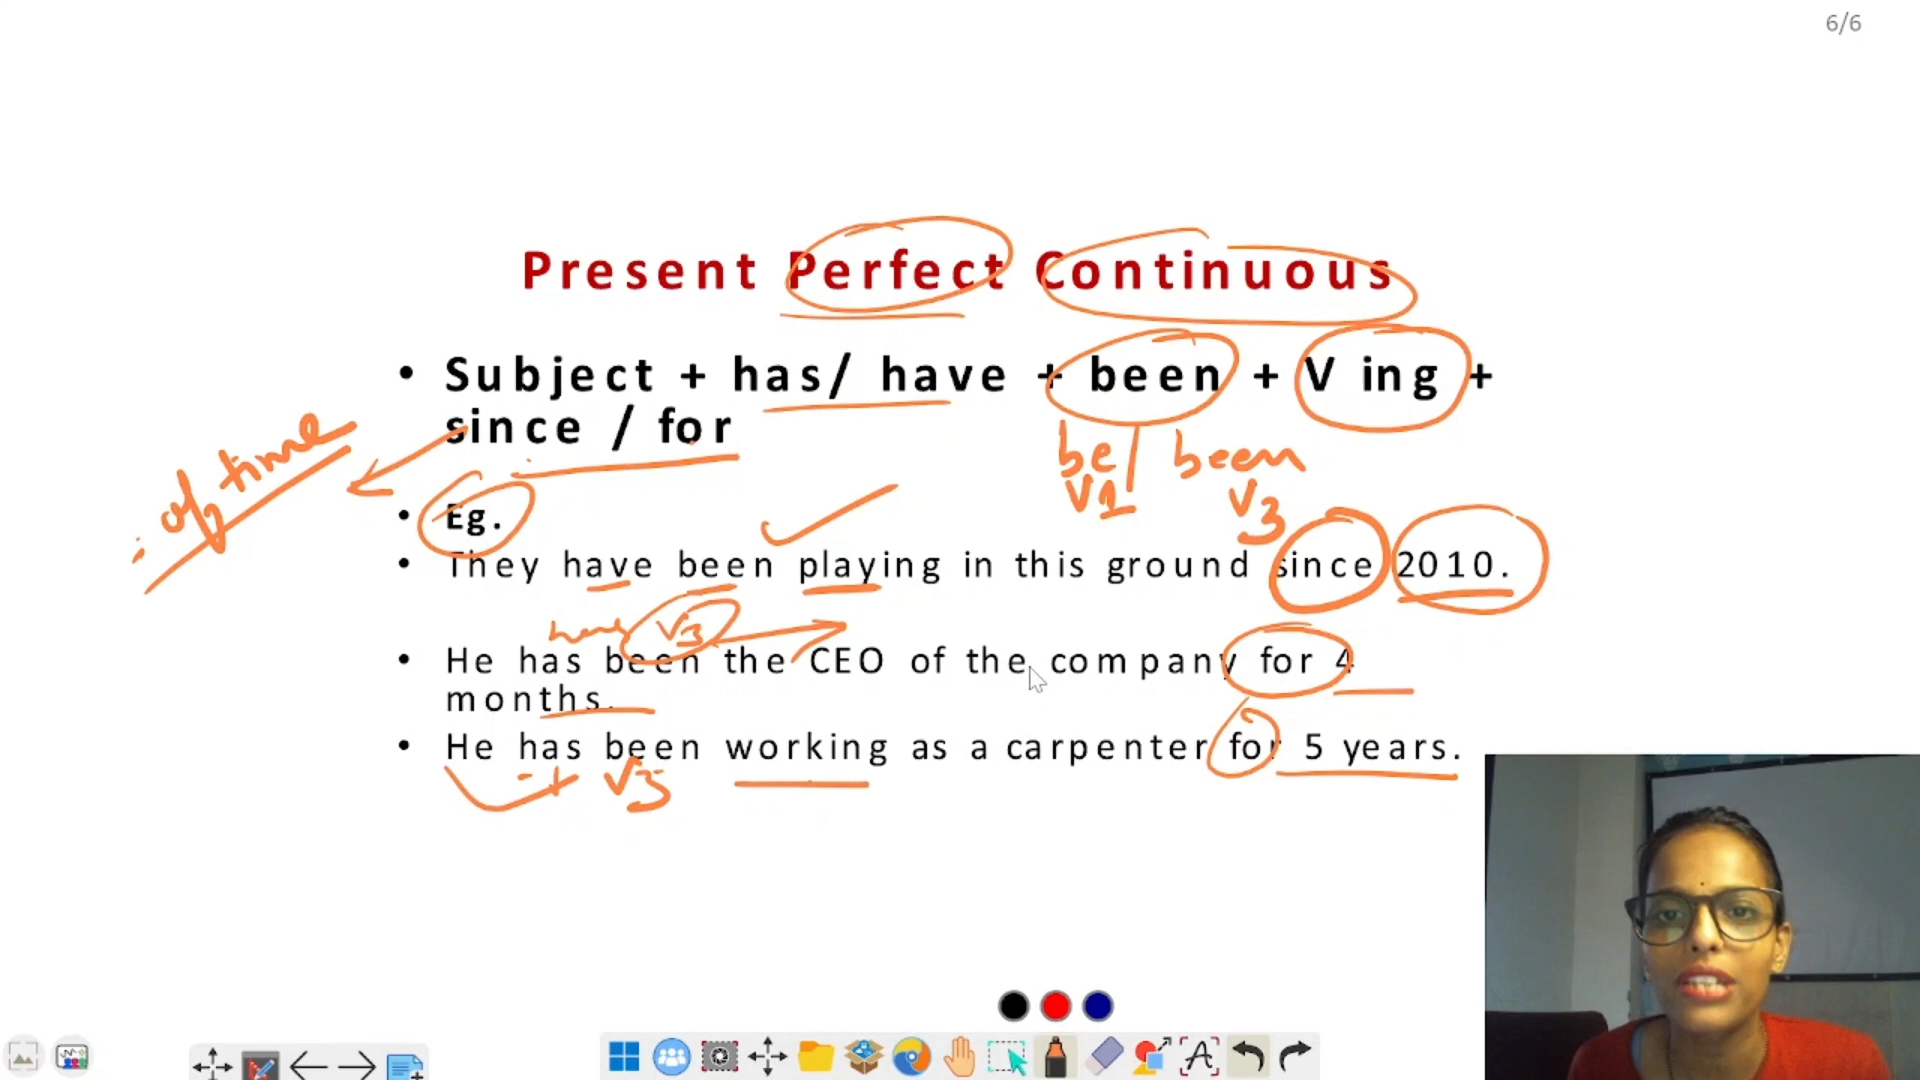 6/6
Present Perfect Continuous
• Subject + has/ have + been + V ing +
since / for
be / been
V1 V3
: of time
• Eg.
• They have been playing in this ground since 2010.
V3
• He has been the CEO of the company for 4
months.
• He has been working as a carpenter for 5 years.
V3